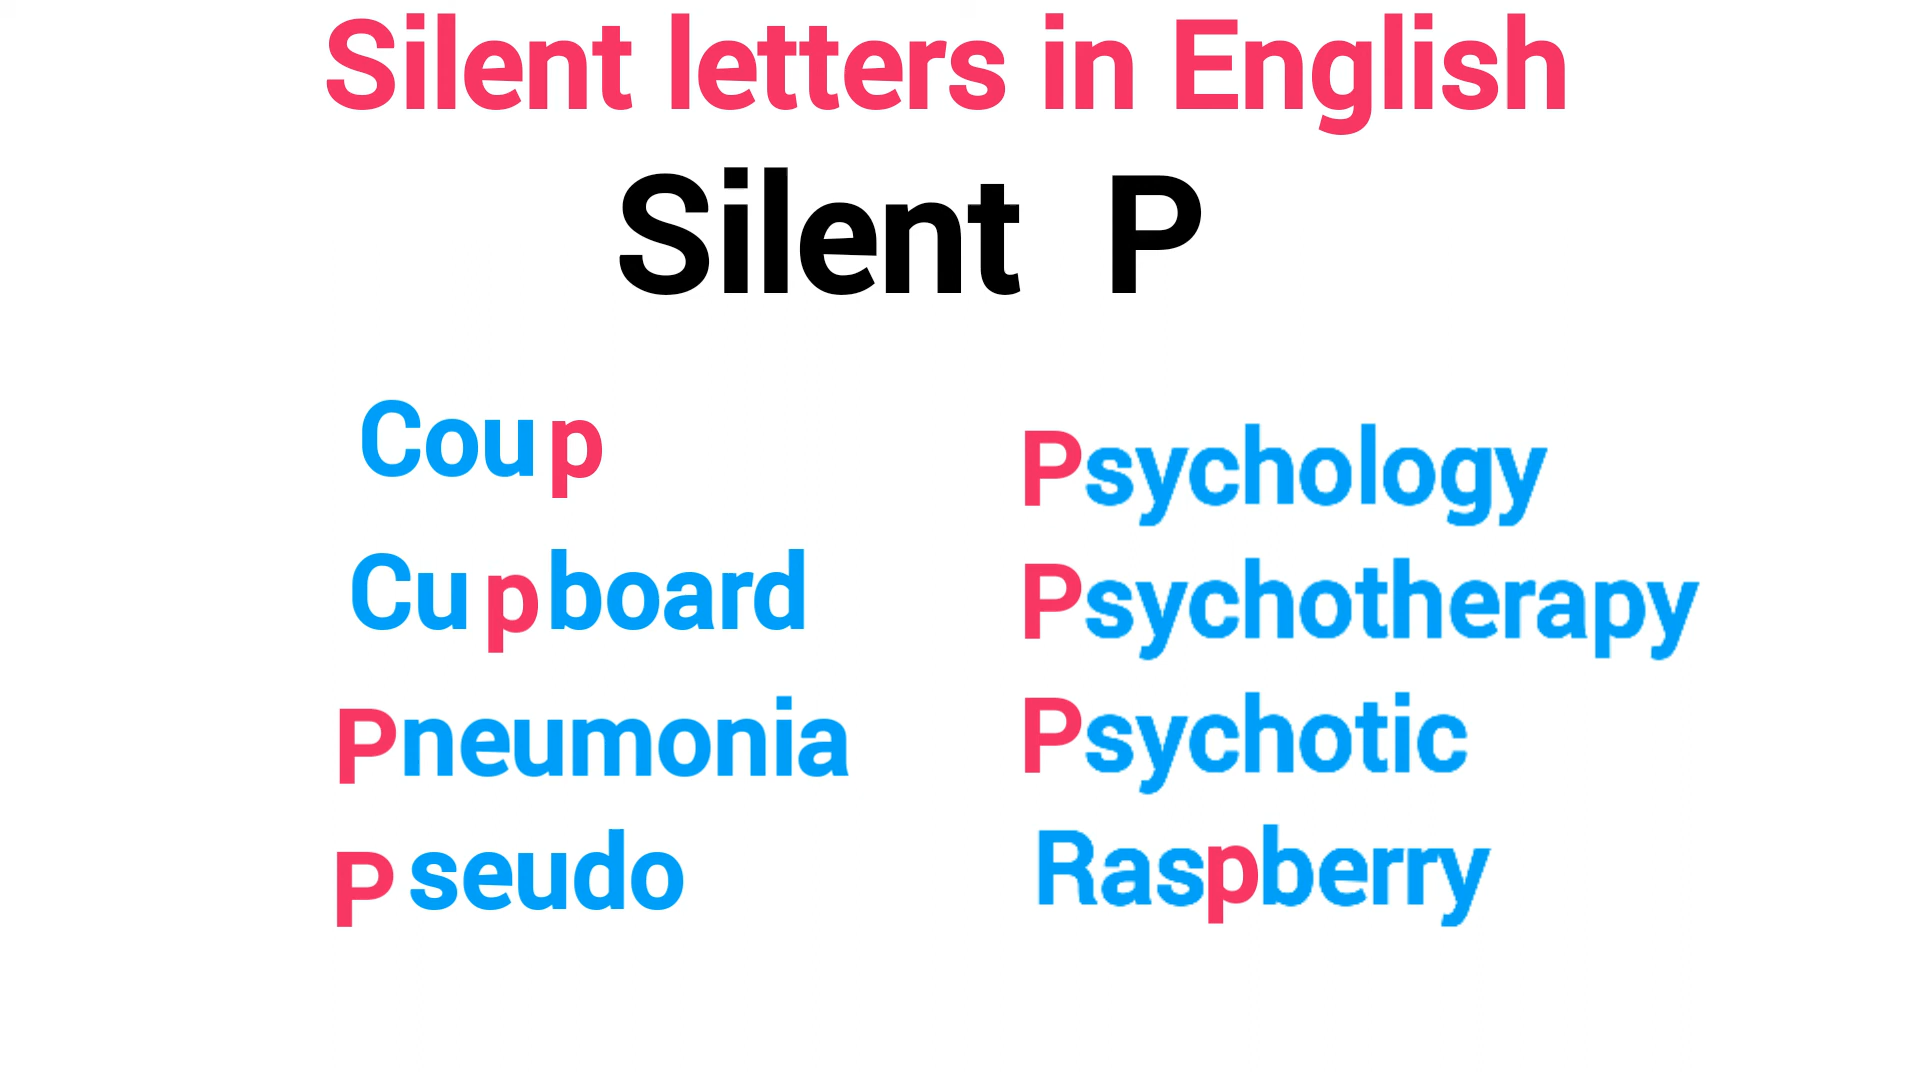 Silent letters in English
Silent P
Coup
Cupboard
Pneumonia
Pseudo
Psychology
Psychotherapy
Psychotic
Raspberry